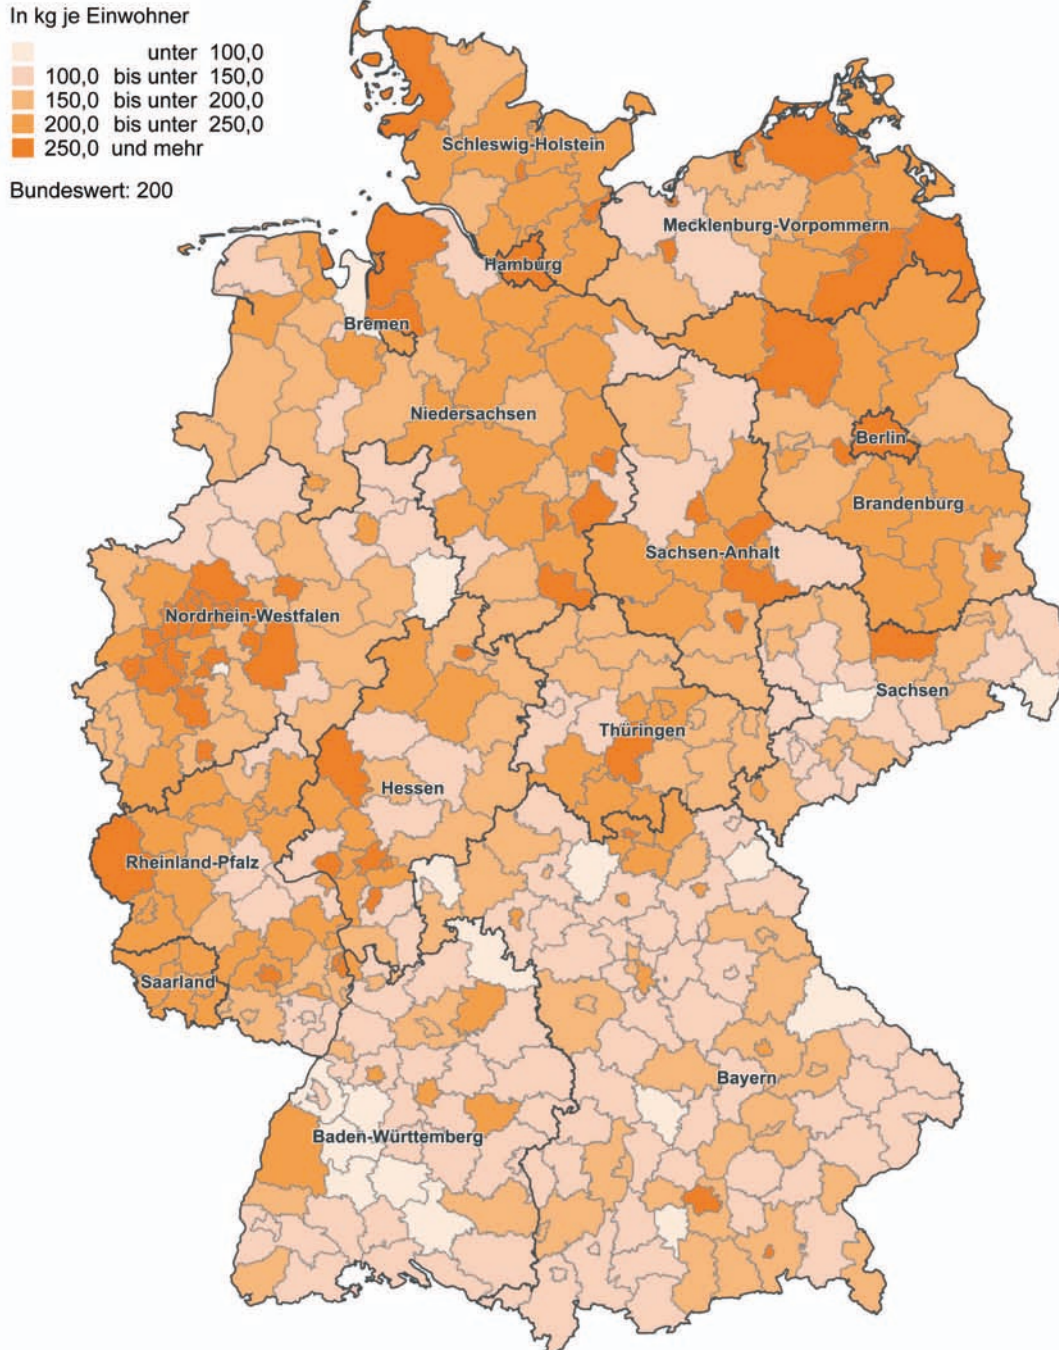 In kg je Einwohner
unter 100,0
100,0 bis unter 150,0
150,0 bis unter 200,0
200,0 bis unter 250,0
250,0 und mehr
Bundeswert: 200
Schleswig-Holstein
Mecklenburg-Vorpommern
Hamburg
Bremen
Niedersachsen
Berlin
Brandenburg
Sachsen-Anhalt
Nordrhein-Westfalen
Sachsen
Thüringen
Hessen
Rheinland-Pfalz
Saarland
Bayern
Baden-Württemberg